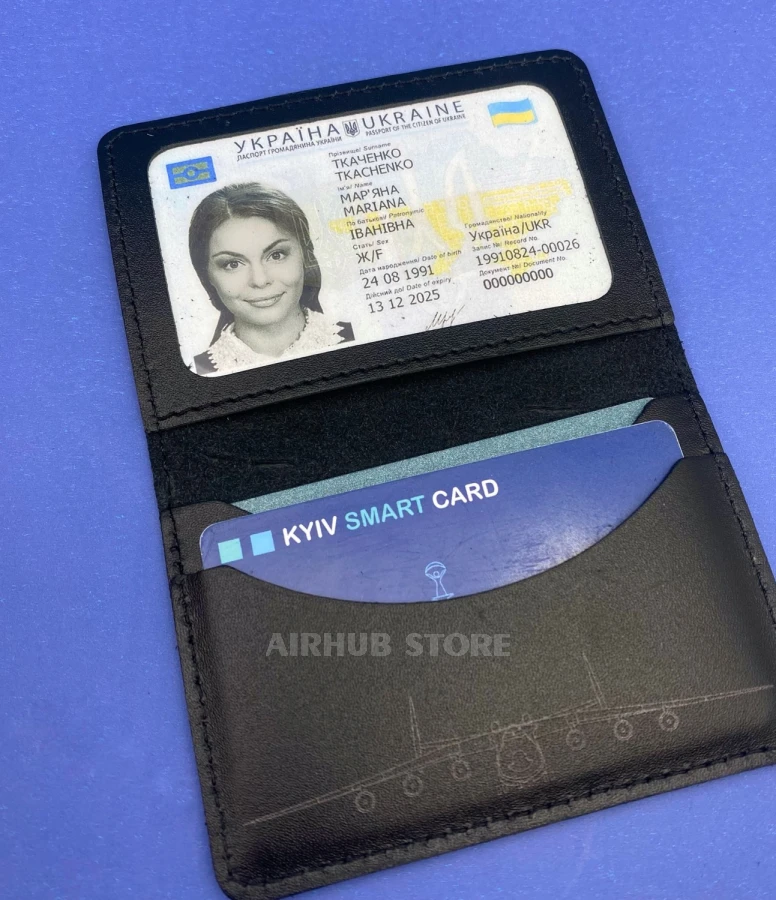 УКРАЇНА UKRAINE
ПАСПОРТ ГРОМАДЯНИНА УКРАЇНИ PASSPORT OF THE CITIZEN OF UKRAINE
Прізвище/ Surname
ТКАЧЕНКО
TKACHENKO
Ім'я/ Name
МАР'ЯНА
MARIANA
По батькові/ Patronymic
ІВАНІВНА
Стать/ Sex
Ж/F
Громадянство/ Nationality
Україна/UKR
Дата народження/ Date of birth
24 08 1991
Запис №/ Record No.
19910824-00026
Дійсний до/ Date of expiry
13 12 2025
Документ №/ Document No.
000000000
KYIV SMART CARD
AIRHUB STORE